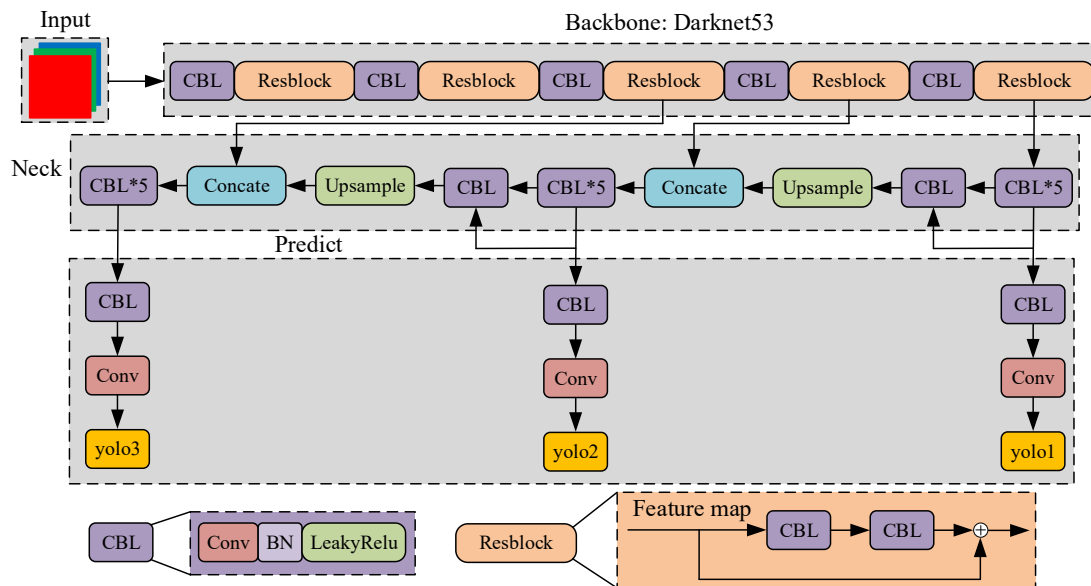 Input
Backbone: Darknet53
CBL Resblock CBL Resblock CBL Resblock CBL Resblock CBL Resblock
Neck
CBL*5 Concate Upsample CBL CBL*5 Concate Upsample CBL CBL*5
Predict
CBL CBL CBL
Conv Conv Conv
yolo3 yolo2 yolo1
CBL Conv BN LeakyRelu
Resblock Feature map CBL CBL